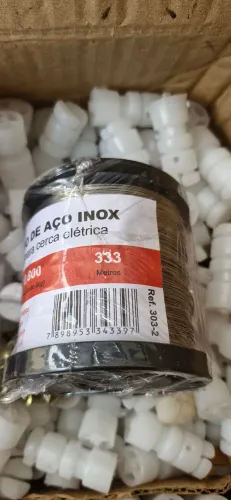 DE AÇO INOX
cerca elétrica
333
Metros
Ref. 303-2
7898953343397